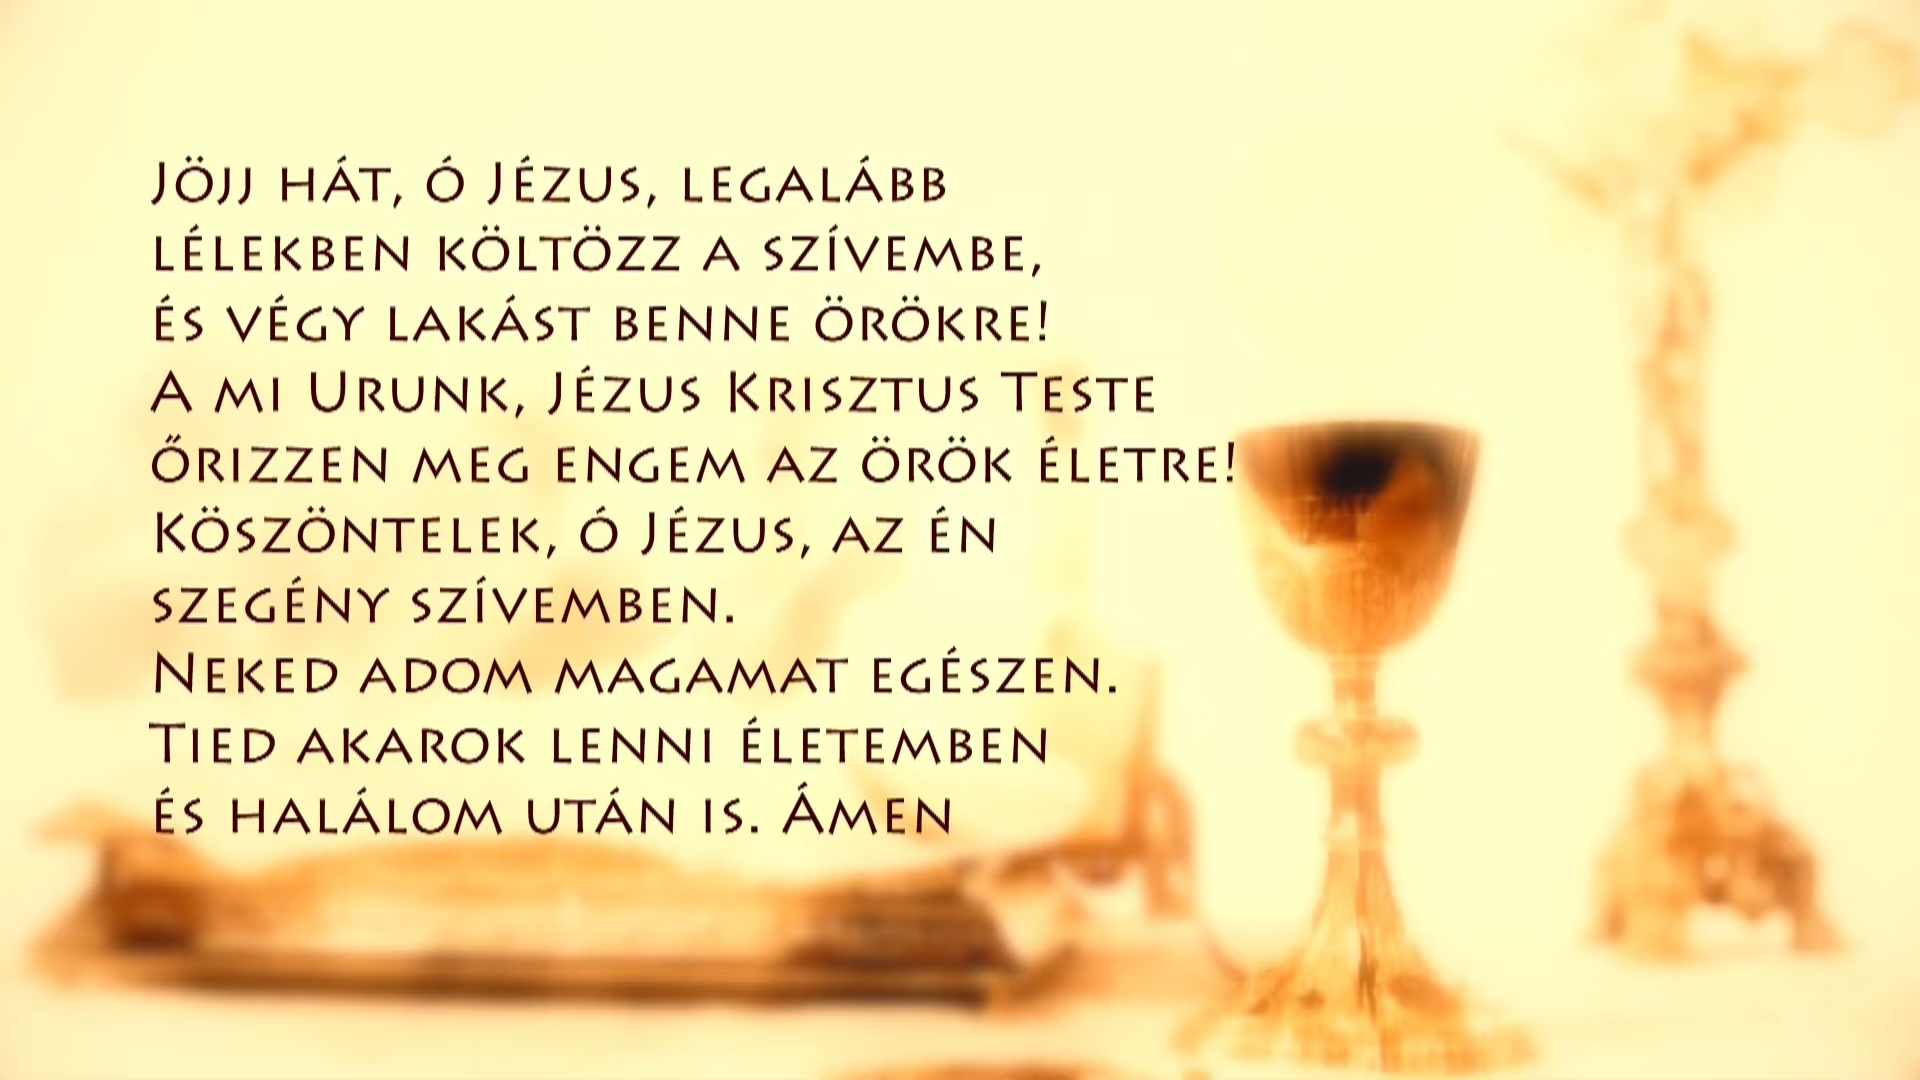 Jöjj hát, ó Jézus, legalább
lélekben költözz a szívembe,
és végy lakást benne örökre!
A mi Urunk, Jézus Krisztus Teste
őrizzen meg engem az örök életre!
Köszöntelek, ó Jézus, az én
szegény szívemben.
Neked adom magamat egészen.
Tied akarok lenni életemben
és halálom után is. Ámen